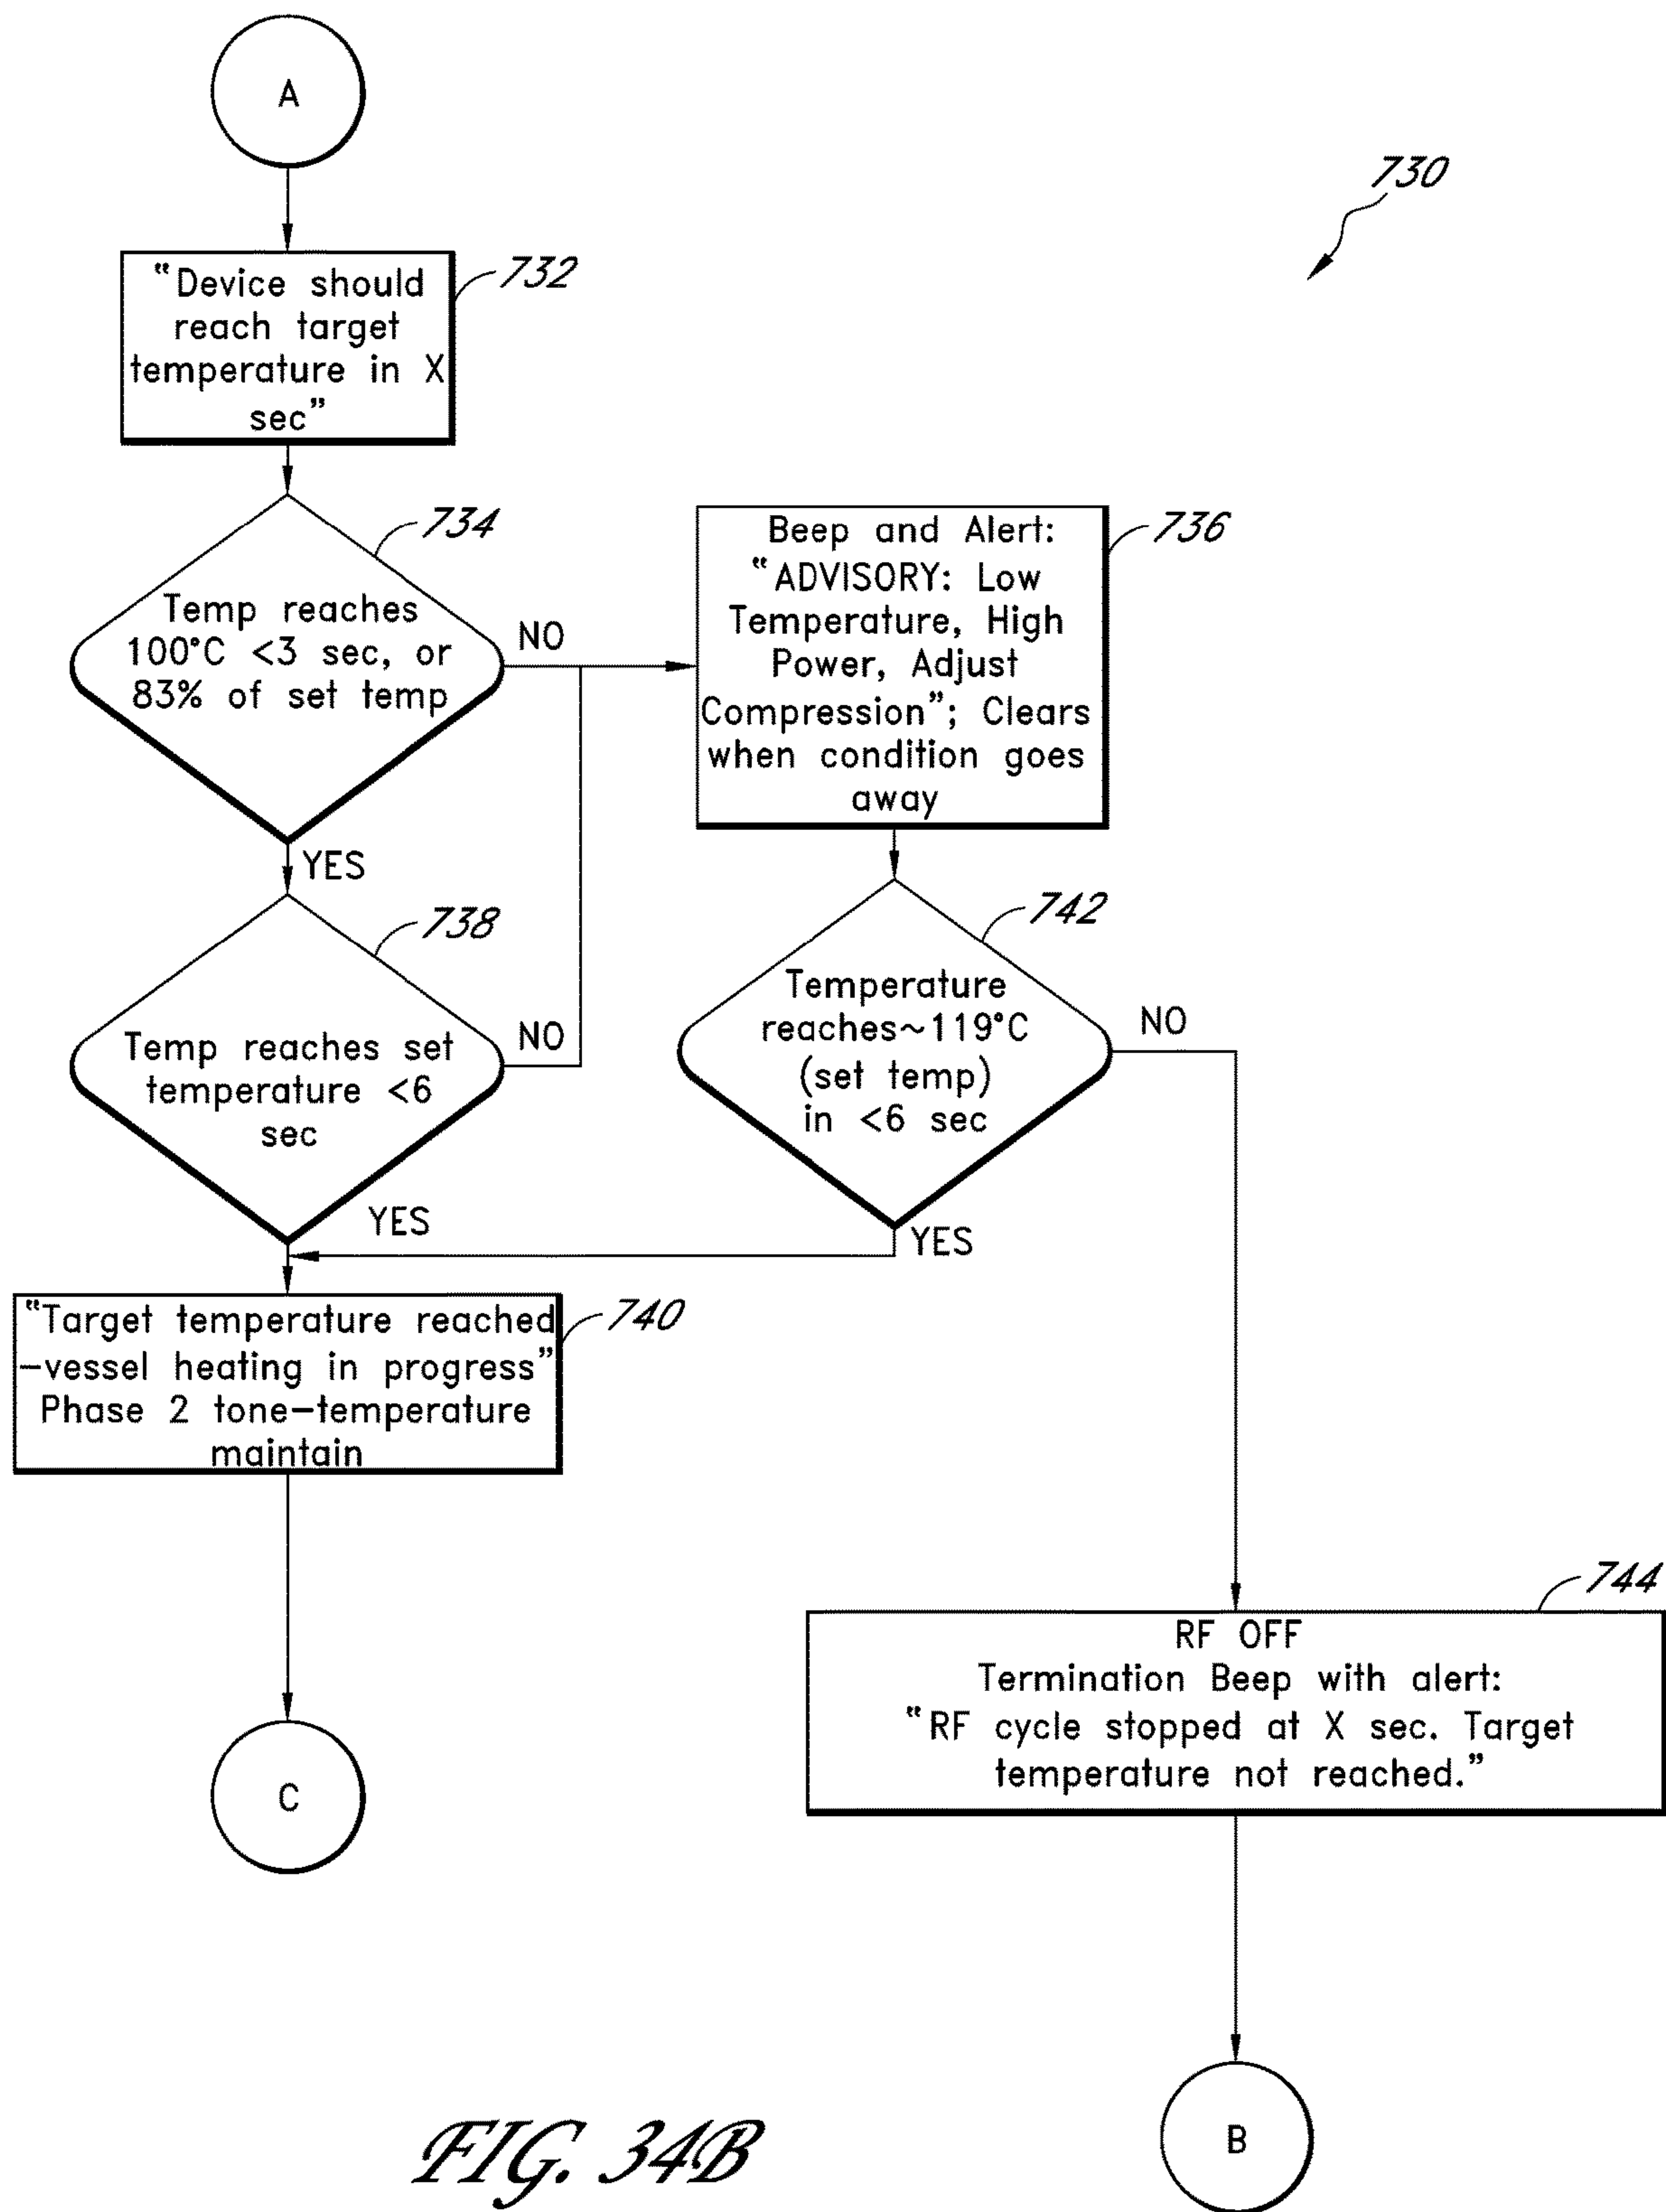 A
730
"Device should
reach target
temperature in X
sec"
732
734
Temp reaches
100°C <3 sec, or
83% of set temp
NO
YES
Beep and Alert:
"ADVISORY: Low
Temperature, High
Power, Adjust
Compression"; Clears
when condition goes
away
736
738
Temp reaches set
temperature <6
sec
NO
YES
742
Temperature
reaches~119°C
(set temp)
in <6 sec
NO
YES
"Target temperature reached
-vessel heating in progress"
Phase 2 tone-temperature
maintain
740
744
RF OFF
Termination Beep with alert:
"RF cycle stopped at X sec. Target
temperature not reached."
C
B
FIG. 34B